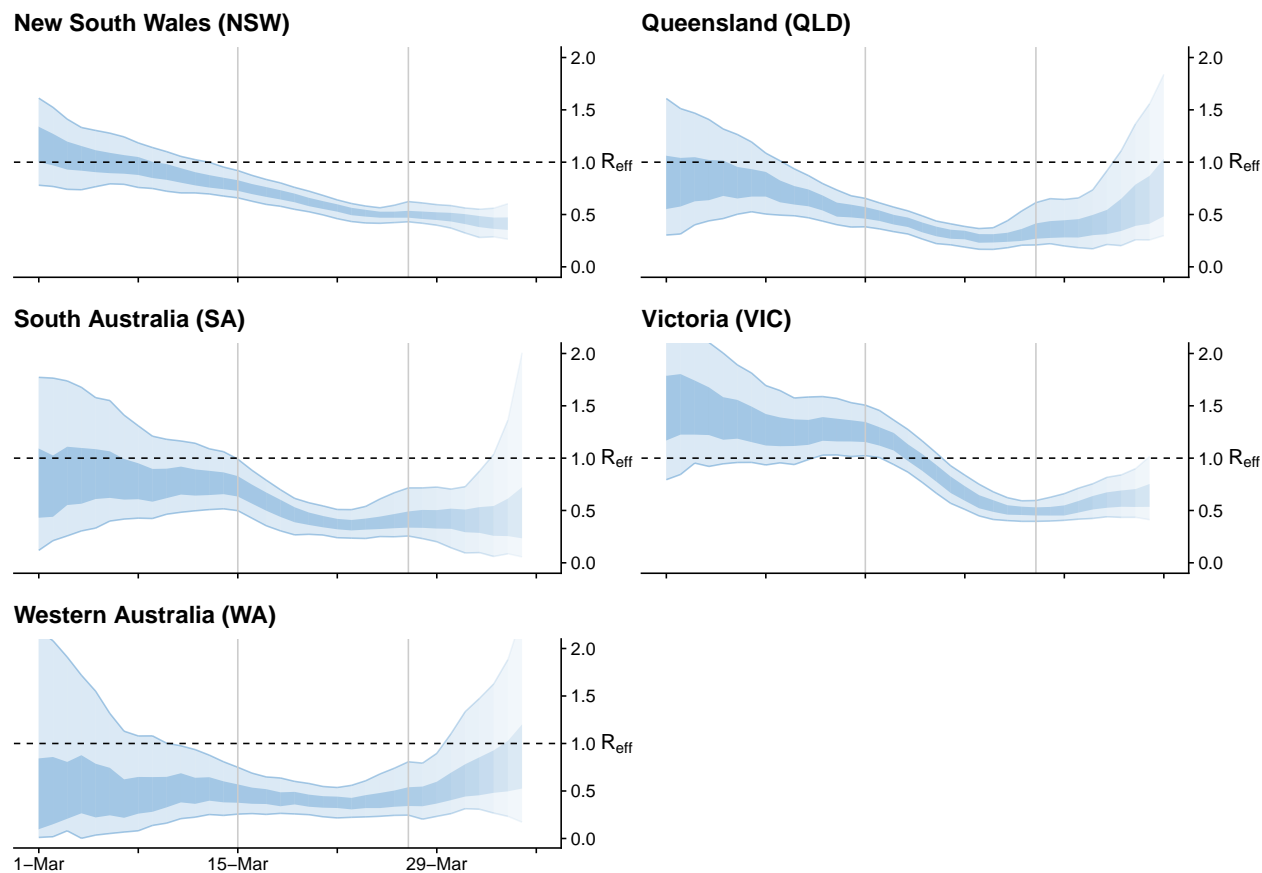 New South Wales (NSW)
2.0
1.5
1.0
Reff
0.5
0.0
Queensland (QLD)
2.0
1.5
1.0
Reff
0.5
0.0
South Australia (SA)
2.0
1.5
1.0
Reff
0.5
0.0
Victoria (VIC)
2.0
1.5
1.0
Reff
0.5
0.0
Western Australia (WA)
2.0
1.5
1.0
Reff
0.5
0.0
1–Mar
15–Mar
29–Mar